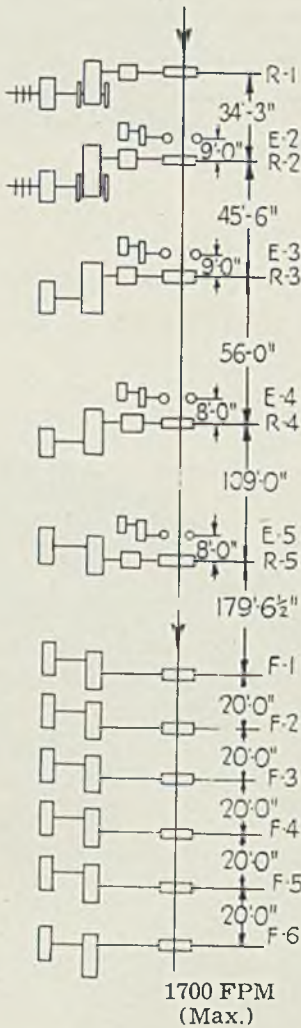 R-1
34'-3"
E-2
9'-0"
R-2
45'-6"
E-3
9'-0"
R-3
56'-0"
E-4
8'-0"
R-4
109'-0"
E-5
8'-0"
R-5
179'-6½"
F-1
20'-0"
F-2
20'-0"
F-3
20'-0"
F-4
20'-0"
F-5
20'-0"
F-6
1700 FPM
(Max.)